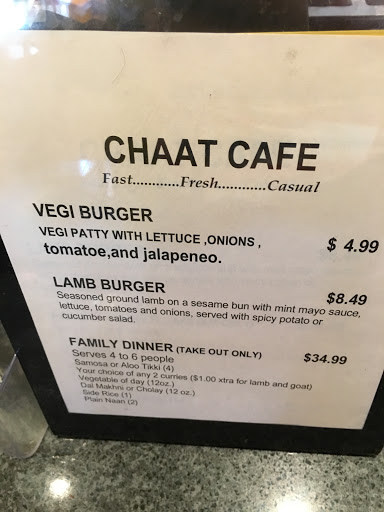 CHAAT CAFE
Fast............Fresh............Casual
VEGI BURGER
VEGI PATTY WITH LETTUCE ,ONIONS , $ 4.99
tomatoe,and jalapeneo.
LAMB BURGER $8.49
Seasoned ground lamb on a sesame bun with mint mayo sauce,
lettuce, tomatoes and onions, served with spicy potato or
cucumber salad.
FAMILY DINNER (TAKE OUT ONLY) $34.99
Serves 4 to 6 people
Samosa or Aloo Tikki (4)
Your choice of any 2 curries ($1.00 xtra for lamb and goat)
Vegetable of day (12oz.)
Dal Makhni or Cholay (12 oz.)
Side Rice (1)
Plain Naan (2)